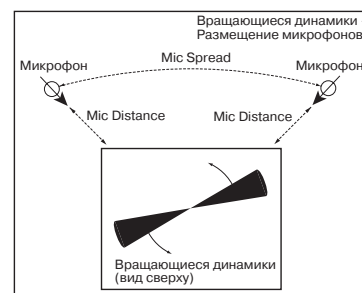 Вращающиеся динамики
Размещение микрофонов
Микрофон
Mic Spread
Микрофон
Mic Distance
Mic Distance
Вращающиеся динамики
(вид сверху)